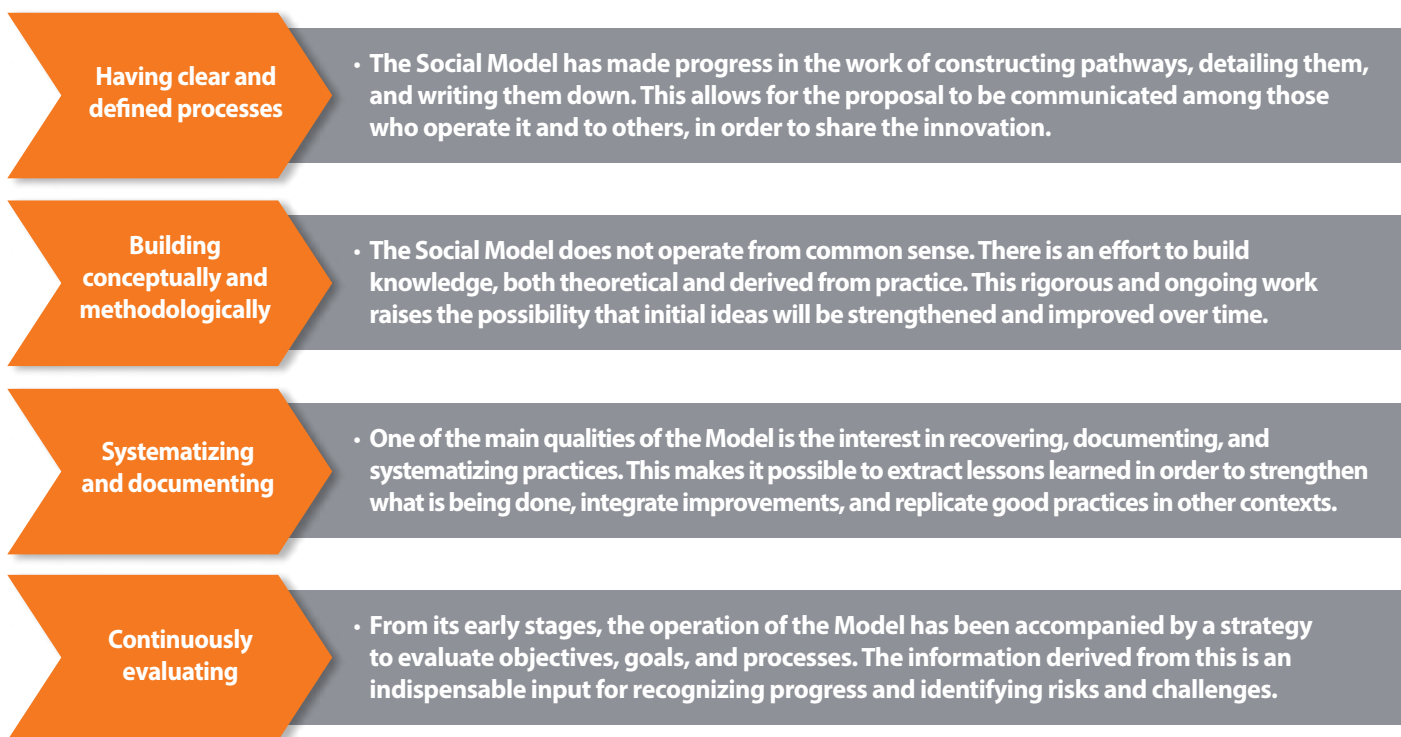 Having clear and
defined processes
• The Social Model has made progress in the work of constructing pathways, detailing them,
and writing them down. This allows for the proposal to be communicated among those
who operate it and to others, in order to share the innovation.
Building
conceptually and
methodologically
• The Social Model does not operate from common sense. There is an effort to build
knowledge, both theoretical and derived from practice. This rigorous and ongoing work
raises the possibility that initial ideas will be strengthened and improved over time.
Systematizing
and documenting
• One of the main qualities of the Model is the interest in recovering, documenting, and
systematizing practices. This makes it possible to extract lessons learned in order to strengthen
what is being done, integrate improvements, and replicate good practices in other contexts.
Continuously
evaluating
• From its early stages, the operation of the Model has been accompanied by a strategy
to evaluate objectives, goals, and processes. The information derived from this is an
indispensable input for recognizing progress and identifying risks and challenges.